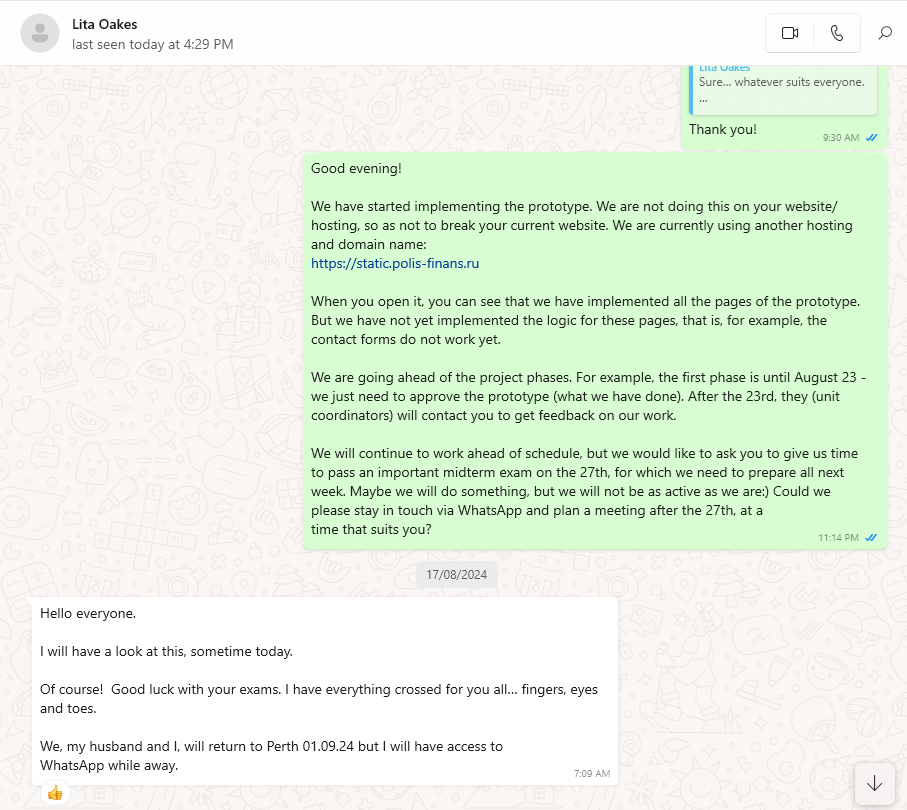 Lita Oakes
last seen today at 4:29 PM
Lita Oakes
Sure... whatever suits everyone.
...
Thank you!
9:30 AM
Good evening!
We have started implementing the prototype. We are not doing this on your website/
hosting, so as not to break your current website. We are currently using another hosting
and domain name:
https://static.polis-finans.ru
When you open it, you can see that we have implemented all the pages of the prototype.
But we have not yet implemented the logic for these pages, that is, for example, the
contact forms do not work yet.
We are going ahead of the project phases. For example, the first phase is until August 23 -
we just need to approve the prototype (what we have done). After the 23rd, they (unit
coordinators) will contact you to get feedback on our work.
We will continue to work ahead of schedule, but we would like to ask you to give us time
to pass an important midterm exam on the 27th, for which we need to prepare all next
week. Maybe we will do something, but we will not be as active as we are:) Could we
please stay in touch via WhatsApp and plan a meeting after the 27th, at a
time that suits you?
11:14 PM
17/08/2024
Hello everyone.
I will have a look at this, sometime today.
Of course!  Good luck with your exams. I have everything crossed for you all... fingers, eyes
and toes.
We, my husband and I, will return to Perth 01.09.24 but I will have access to
WhatsApp while away.
7:09 AM